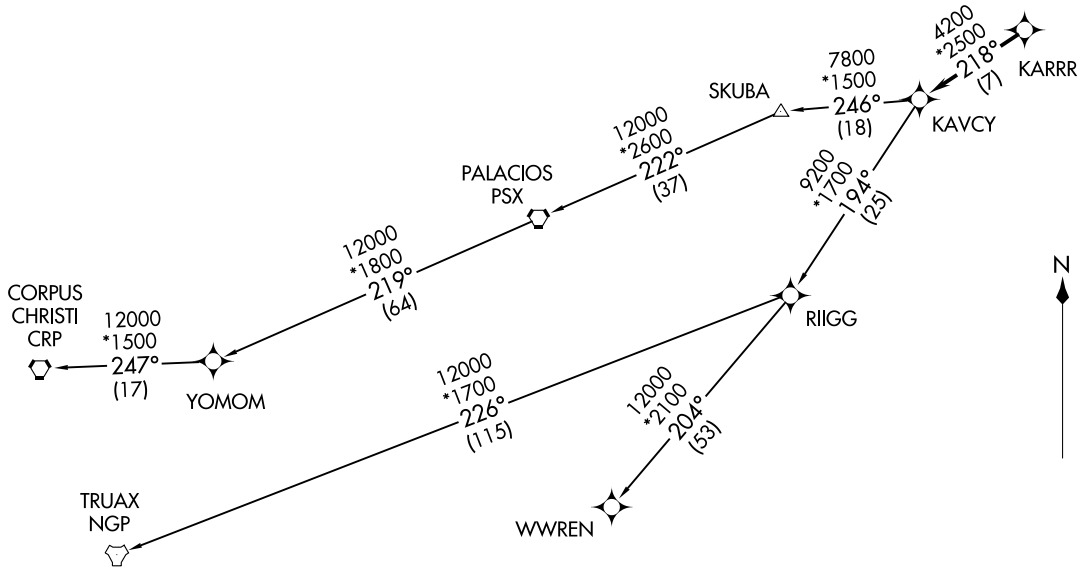 4200
*2500
218°
(7)
KARRR
KAVCY
7800
*1500
246°
(18)
SKUBA
12000
*2600
222°
(37)
PALACIOS
PSX
9200
*1700
194°
(25)
12000
*1800
219°
(64)
CORPUS
CHRISTI
CRP
12000
*1500
247°
(17)
YOMOM
RIIGG
N
12000
*1700
226°
(115)
12000
*2100
204°
(53)
TRUAX
NGP
WWREN